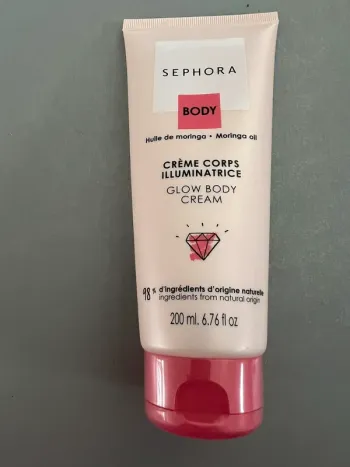 SEPHORA
BODY
Huile de moringa • Moringa oil
CRÈME CORPS
ILLUMINATRICE
GLOW BODY
CREAM
98% d'ingrédients d'origine naturelle
ingredients from natural origin
200 ml. 6.76 fl oz